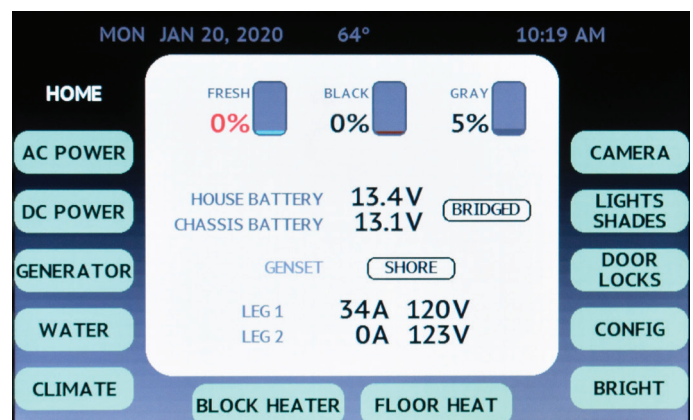 MON JAN 20, 2020 64° 10:19 AM
HOME
AC POWER
DC POWER
GENERATOR
WATER
CLIMATE
FRESH
0%
BLACK
0%
GRAY
5%
HOUSE BATTERY 13.4V
CHASSIS BATTERY 13.1V
BRIDGED
GENSET SHORE
LEG 1 34A 120V
LEG 2 0A 123V
CAMERA
LIGHTS
SHADES
DOOR
LOCKS
CONFIG
BRIGHT
BLOCK HEATER FLOOR HEAT